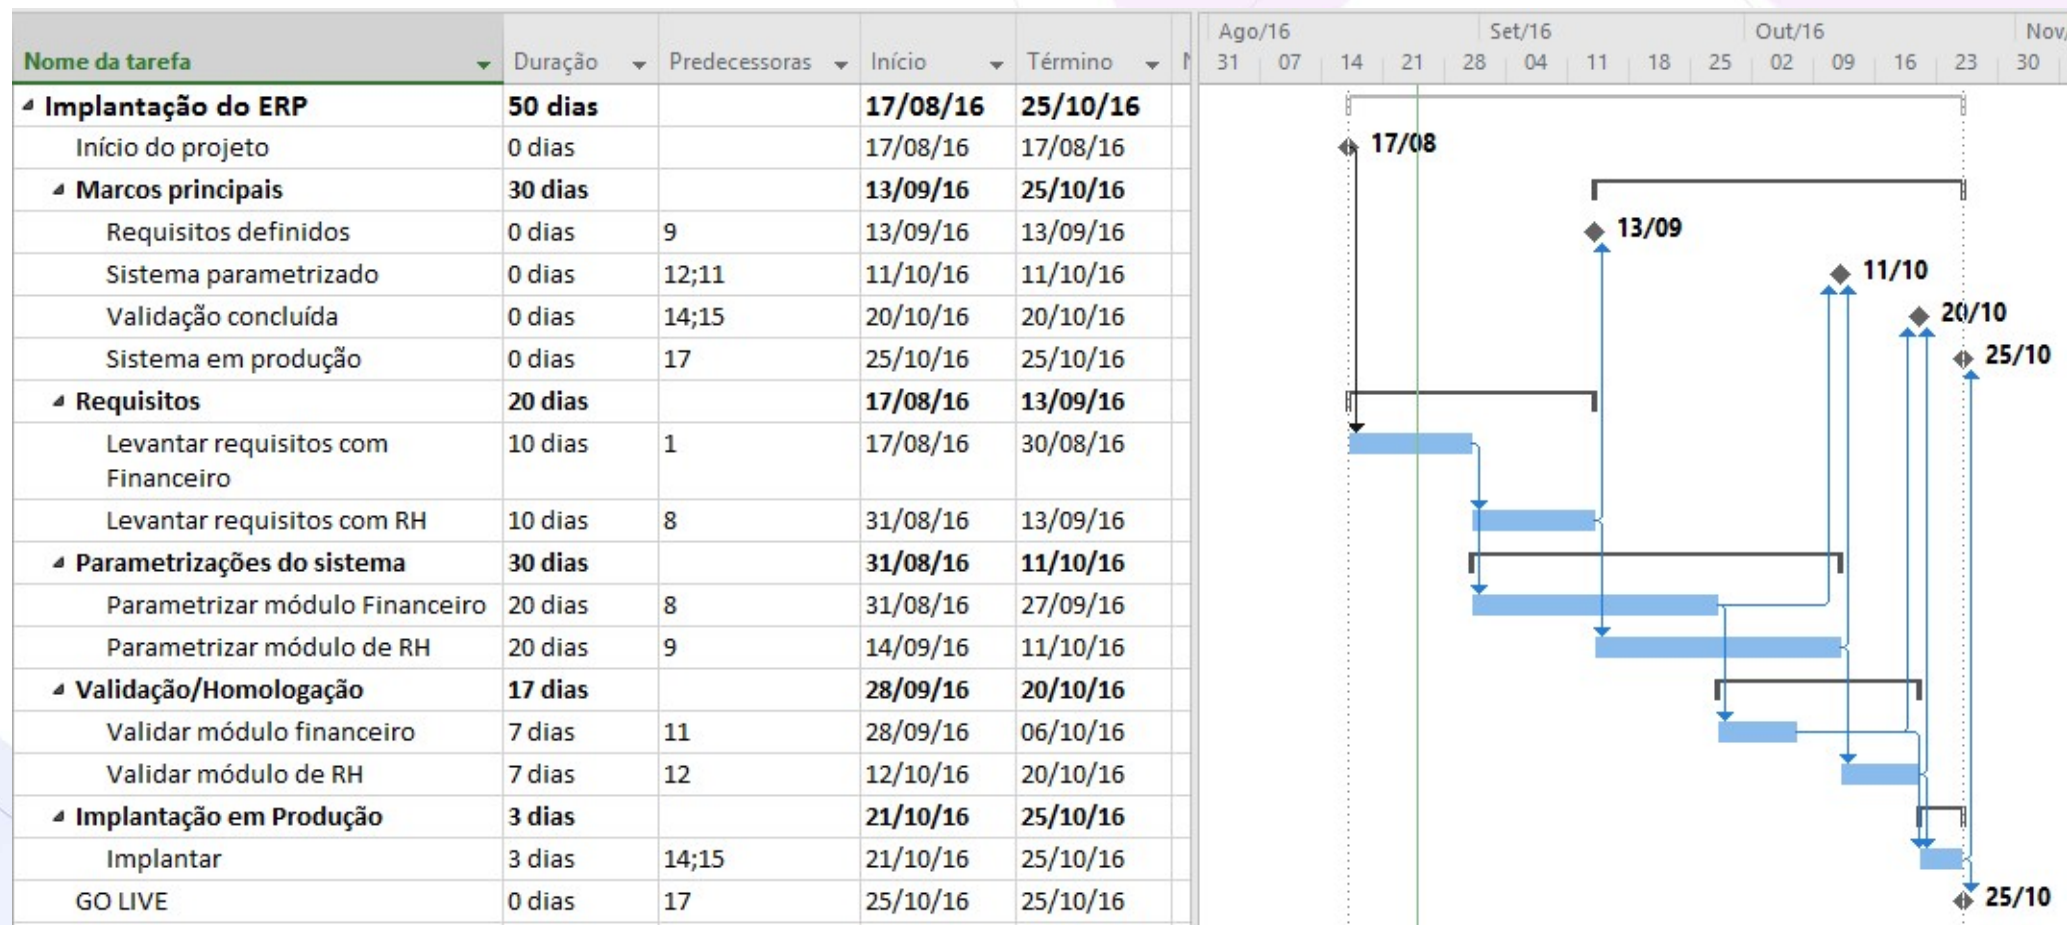 Ago/16 Set/16 Out/16 Nov/
Nome da tarefa Duração Predecessoras Início Término 31 07 14 21 28 04 11 18 25 02 09 16 23 30
Implantação do ERP 50 dias 17/08/16 25/10/16
Início do projeto 0 dias 17/08/16 17/08/16 17/08
Marcos principais 30 dias 13/09/16 25/10/16
Requisitos definidos 0 dias 9 13/09/16 13/09/16 13/09
Sistema parametrizado 0 dias 12;11 11/10/16 11/10/16 11/10
Validação concluída 0 dias 14;15 20/10/16 20/10/16 20/10
Sistema em produção 0 dias 17 25/10/16 25/10/16 25/10
Requisitos 20 dias 17/08/16 13/09/16
Levantar requisitos com 10 dias 1 17/08/16 30/08/16
Financeiro
Levantar requisitos com RH 10 dias 8 31/08/16 13/09/16
Parametrizações do sistema 30 dias 31/08/16 11/10/16
Parametrizar módulo Financeiro 20 dias 8 31/08/16 27/09/16
Parametrizar módulo de RH 20 dias 9 14/09/16 11/10/16
Validação/Homologação 17 dias 28/09/16 20/10/16
Validar módulo financeiro 7 dias 11 28/09/16 06/10/16
Validar módulo de RH 7 dias 12 12/10/16 20/10/16
Implantação em Produção 3 dias 21/10/16 25/10/16
Implantar 3 dias 14;15 21/10/16 25/10/16
GO LIVE 0 dias 17 25/10/16 25/10/16 25/10